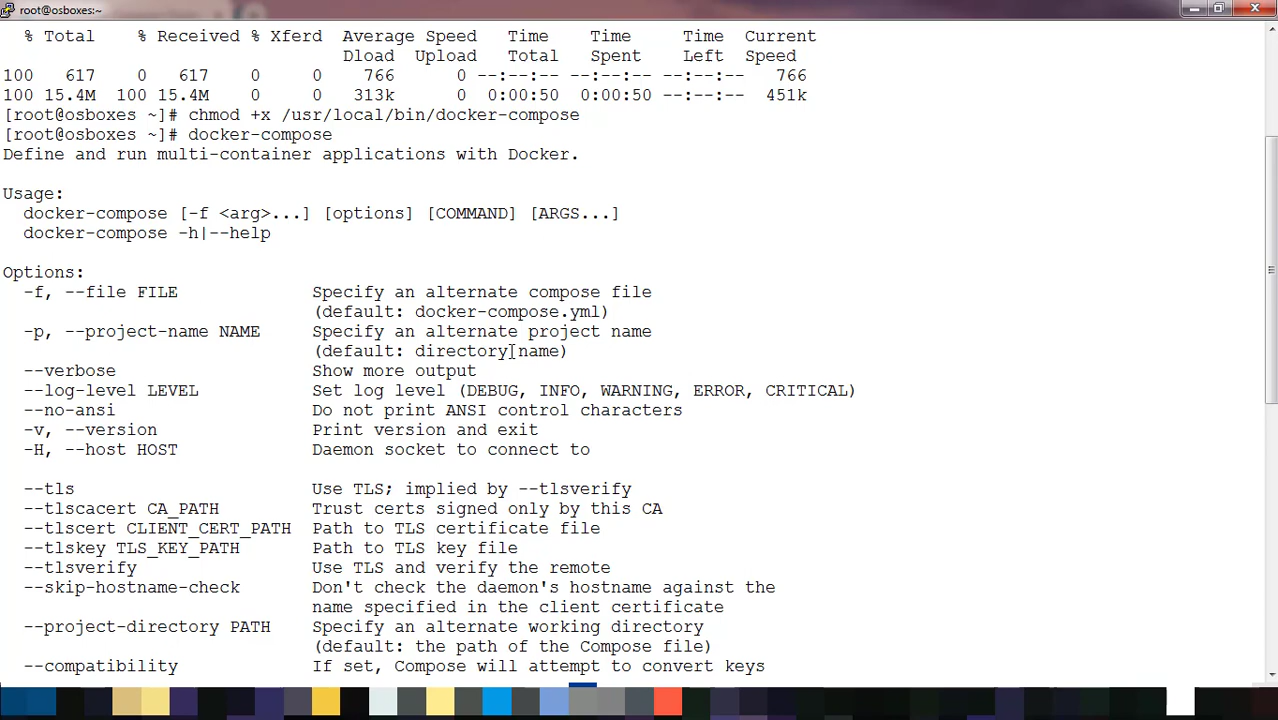 root@osboxes:~
% Total % Received % Xferd Average Speed Time Time Time Current
Dload Upload Total Spent Left Speed
100 617 0 617 0 0 766 0 --:--:-- --:--:-- --:--:-- 766
100 15.4M 100 15.4M 0 0 313k 0 0:00:50 0:00:50 --:--:-- 451k
[root@osboxes ~]# chmod +x /usr/local/bin/docker-compose
[root@osboxes ~]# docker-compose
Define and run multi-container applications with Docker.
Usage:
docker-compose [-f <arg>...] [options] [COMMAND] [ARGS...]
docker-compose -h|--help
Options:
-f, --file FILE Specify an alternate compose file
(default: docker-compose.yml)
-p, --project-name NAME Specify an alternate project name
(default: directory name)
--verbose Show more output
--log-level LEVEL Set log level (DEBUG, INFO, WARNING, ERROR, CRITICAL)
--no-ansi Do not print ANSI control characters
-v, --version Print version and exit
-H, --host HOST Daemon socket to connect to
--tls Use TLS; implied by --tlsverify
--tlscacert CA_PATH Trust certs signed only by this CA
--tlscert CLIENT_CERT_PATH Path to TLS certificate file
--tlskey TLS_KEY_PATH Path to TLS key file
--tlsverify Use TLS and verify the remote
--skip-hostname-check Don't check the daemon's hostname against the
name specified in the client certificate
--project-directory PATH Specify an alternate working directory
(default: the path of the Compose file)
--compatibility If set, Compose will attempt to convert keys